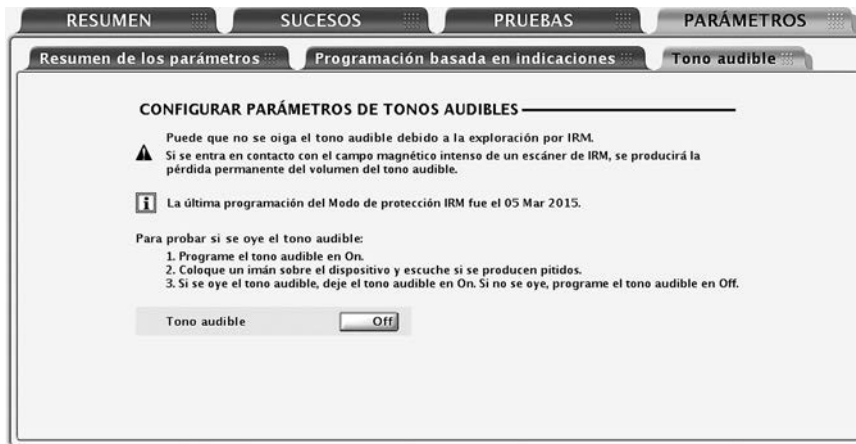 RESUMEN
SUCESOS
PRUEBAS
PARÁMETROS
Resumen de los parámetros
Programación basada en indicaciones
Tono audible
CONFIGURAR PARÁMETROS DE TONOS AUDIBLES
Puede que no se oiga el tono audible debido a la exploración por IRM.
Si se entra en contacto con el campo magnético intenso de un escáner de IRM, se producirá la
pérdida permanente del volumen del tono audible.
La última programación del Modo de protección IRM fue el 05 Mar 2015.
Para probar si se oye el tono audible:
1. Programe el tono audible en On.
2. Coloque un imán sobre el dispositivo y escuche si se producen pitidos.
3. Si se oye el tono audible, deje el tono audible en On. Si no se oye, programe el tono audible en Off.
Tono audible
Off